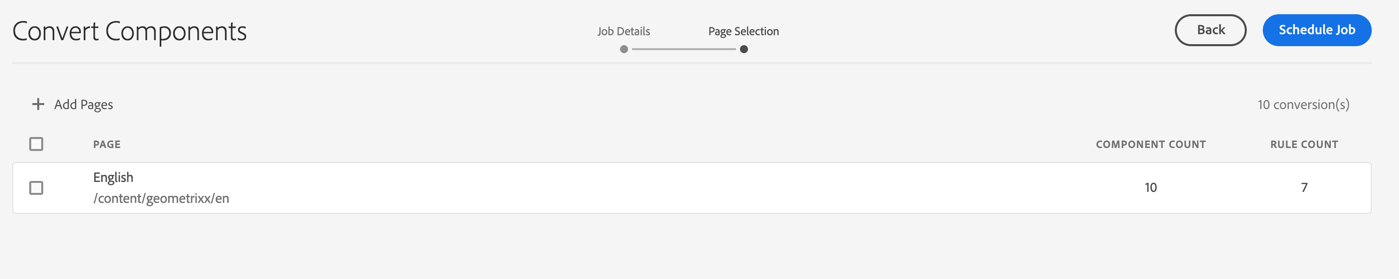 Convert Components
Job Details
Page Selection
Back
Schedule Job
+ Add Pages
10 conversion(s)
PAGE
COMPONENT COUNT
RULE COUNT
English
/content/geometrixx/en
10
7